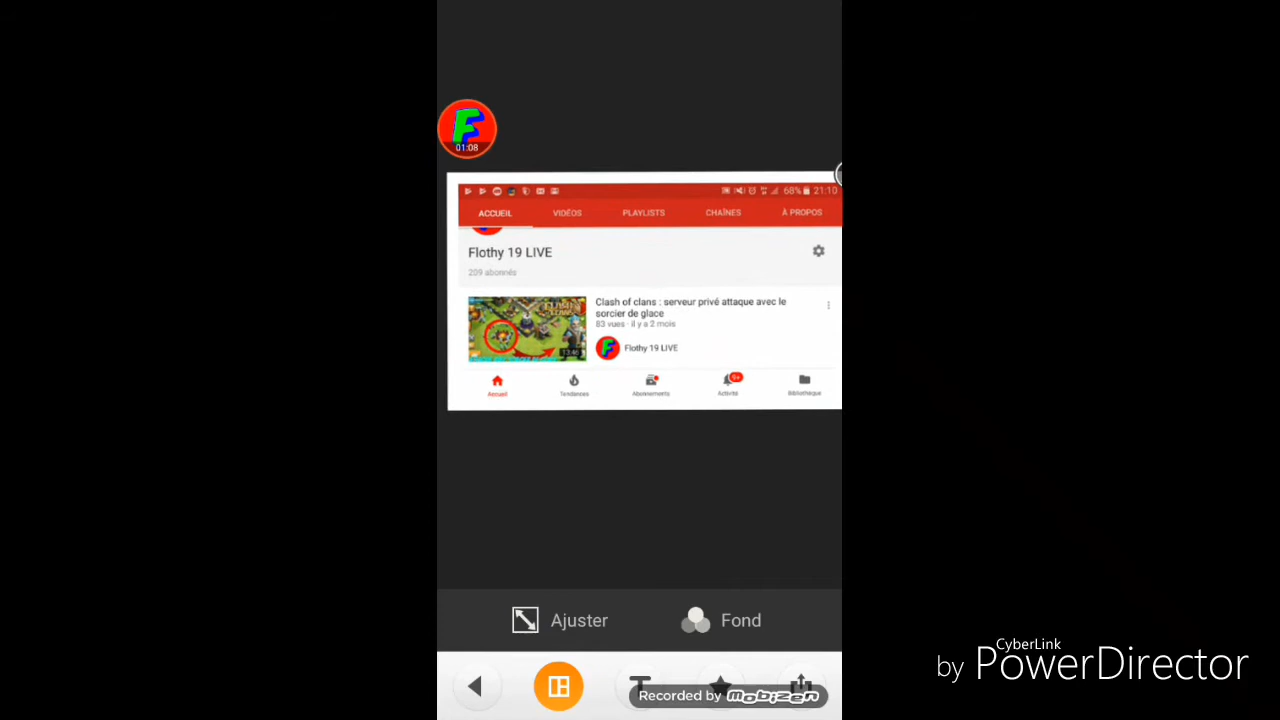 F
01:08
68% 21:10
ACCUEIL VIDÉOS PLAYLISTS CHAÎNES À PROPOS
Flothy 19 LIVE
209 abonnés
Clash of clans : serveur privé attaque avec le
sorcier de glace
83 vues · il y a 2 mois
F Flothy 19 LIVE
9+
Accueil Tendances Abonnements Activité Bibliothèque
Ajuster Fond
T
Recorded by Mobizen
CyberLink
by PowerDirector